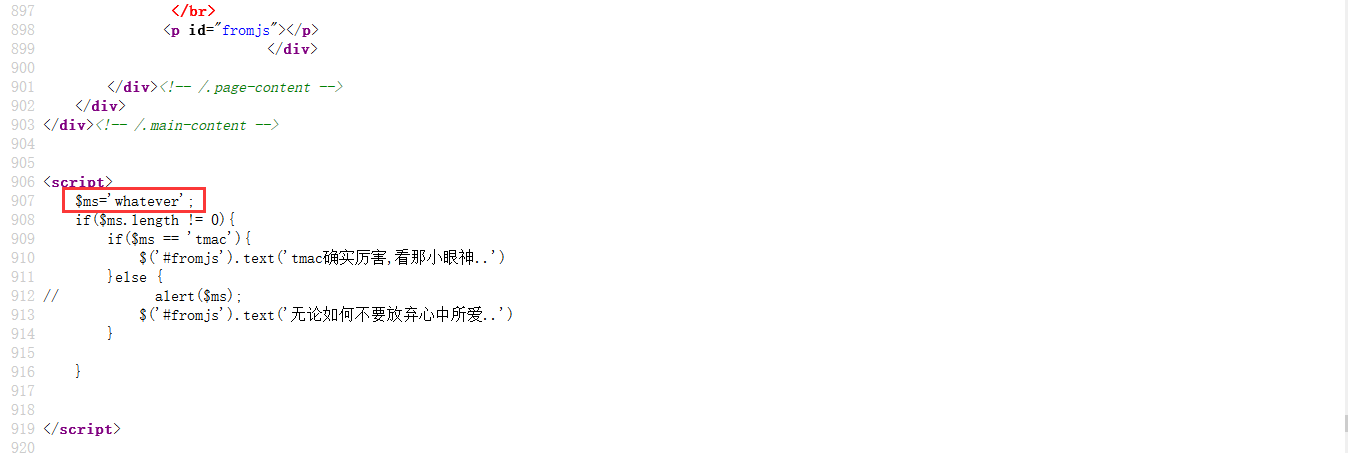 897 </br>
898 <p id="fromjs"></p>
899 </div>
900
901 </div><!-- /.page-content -->
902 </div>
903 </div><!-- /.main-content -->
904
905
906 <script>
907 $ms='whatever';
908 if($ms.length != 0){
909 if($ms == 'tmac'){
910 $('#fromjs').text('tmac确实厉害,看那小眼神..')
911 }else {
912 // alert($ms);
913 $('#fromjs').text('无论如何不要放弃心中所爱..')
914 }
915
916 }
917
918
919 </script>
920